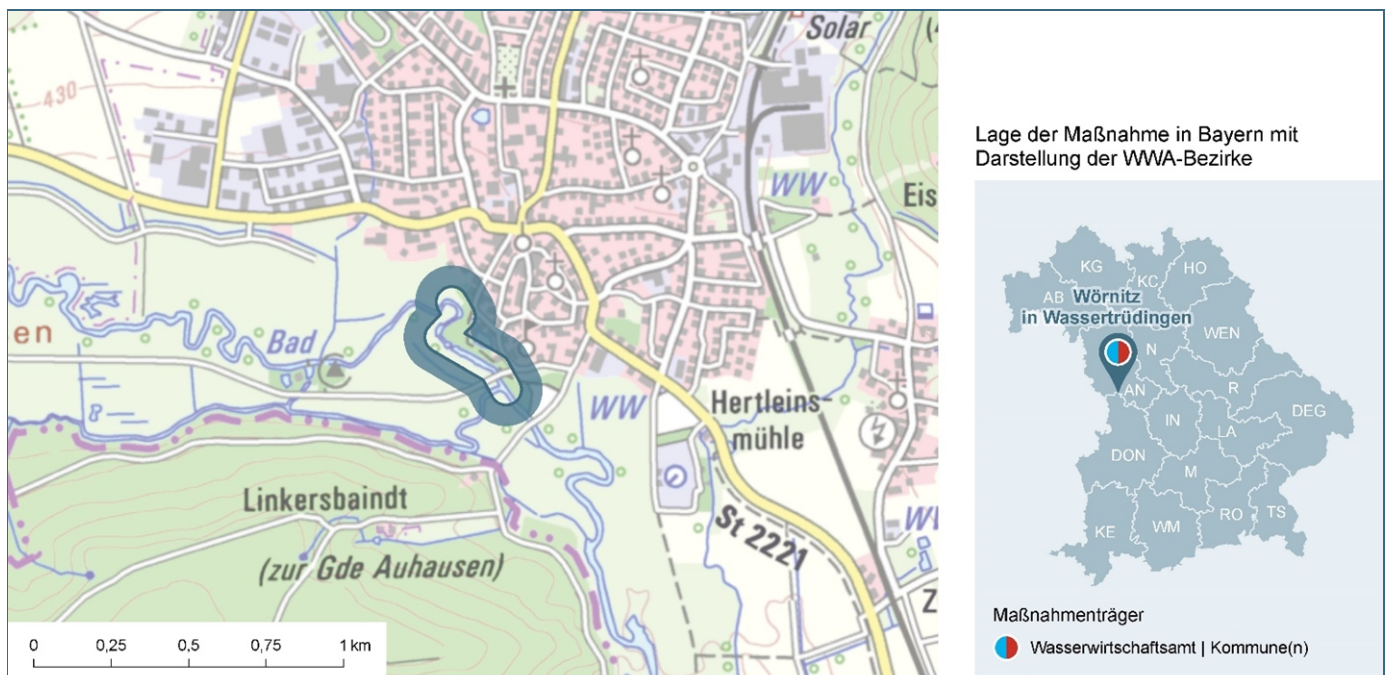 Solar
430
WW
Eis
en
Bad
WW
Hertleins-
mühle
Linkersbaindt
(zur Gde Auhausen)
St 2221
0 0,25 0,5 0,75 1 km
Lage der Maßnahme in Bayern mit
Darstellung der WWA-Bezirke
KG
KC
HO
AB
Wörnitz
in Wassertrüdingen
WEN
N
AN
R
DEG
IN
LA
DON
M
KE
WM
RO
TS
Maßnahmenträger
Wasserwirtschaftsamt | Kommune(n)